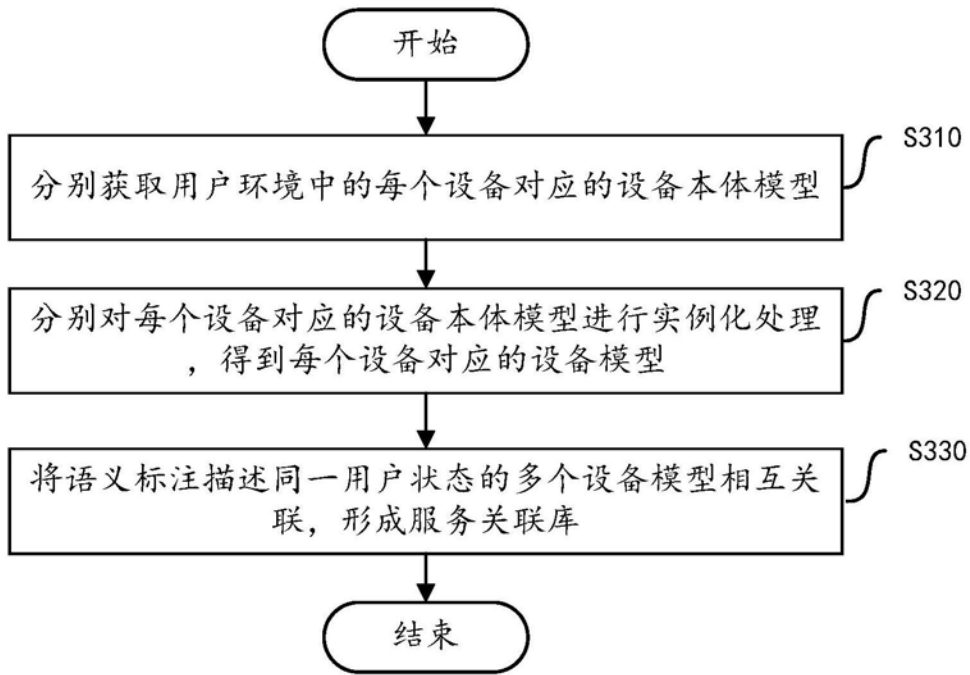 开始
S310
分别获取用户环境中的每个设备对应的设备本体模型
S320
分别对每个设备对应的设备本体模型进行实例化处理
，得到每个设备对应的设备模型
S330
将语义标注描述同一用户状态的多个设备模型相互关
联，形成服务关联库
结束